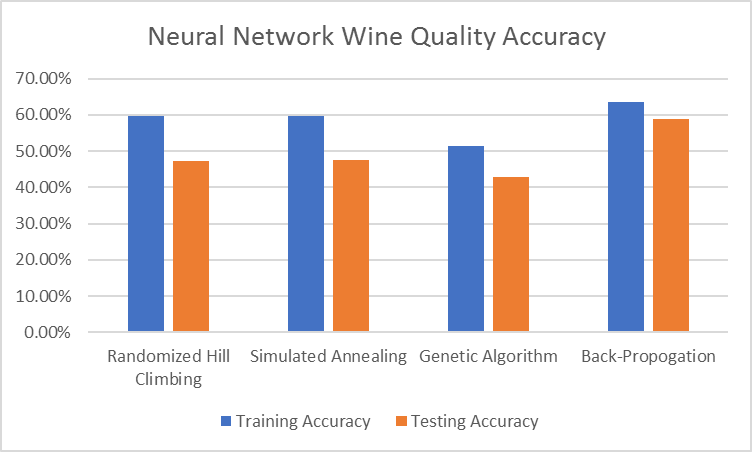 Neural Network Wine Quality Accuracy
70.00%
60.00%
50.00%
40.00%
30.00%
20.00%
10.00%
0.00%
Randomized Hill
Climbing
Simulated Annealing
Genetic Algorithm
Back-Propogation
Training Accuracy
Testing Accuracy